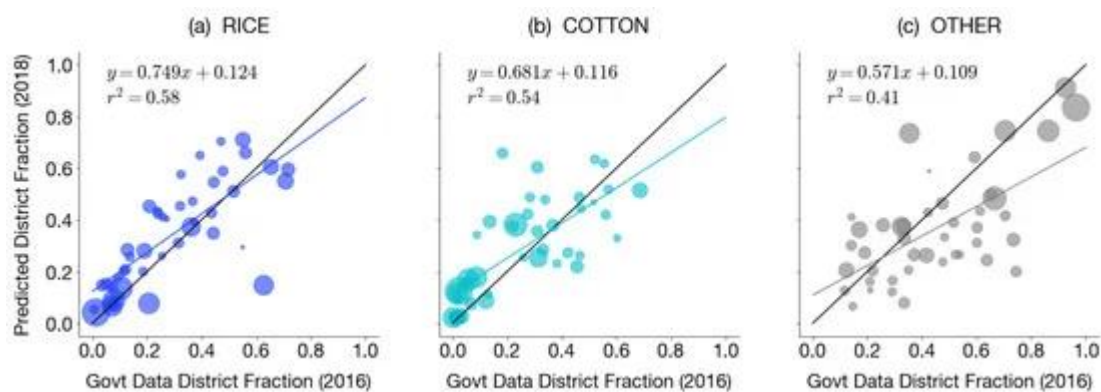 (a) RICE
(b) COTTON
(c) OTHER
Predicted District Fraction (2018)
1.0
0.8
0.6
0.4
0.2
0.0
y = 0.749x + 0.124
r² = 0.58
y = 0.681x + 0.116
r² = 0.54
y = 0.571x + 0.109
r² = 0.41
0.0 0.2 0.4 0.6 0.8 1.0
0.0 0.2 0.4 0.6 0.8 1.0
0.0 0.2 0.4 0.6 0.8 1.0
Govt Data District Fraction (2016)
Govt Data District Fraction (2016)
Govt Data District Fraction (2016)